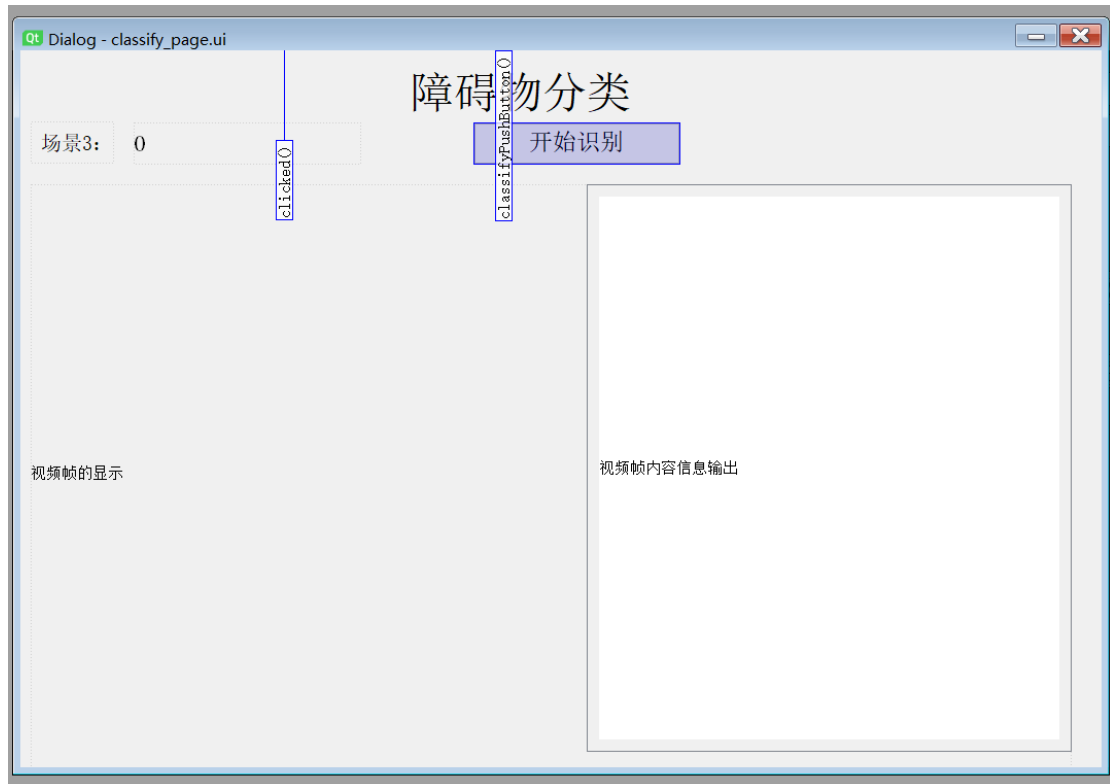 Qt Dialog - classify_page.ui
障碍物分类
场景3: 0 开始识别
clicked()
classifyPushButton()
视频帧的显示
视频帧内容信息输出